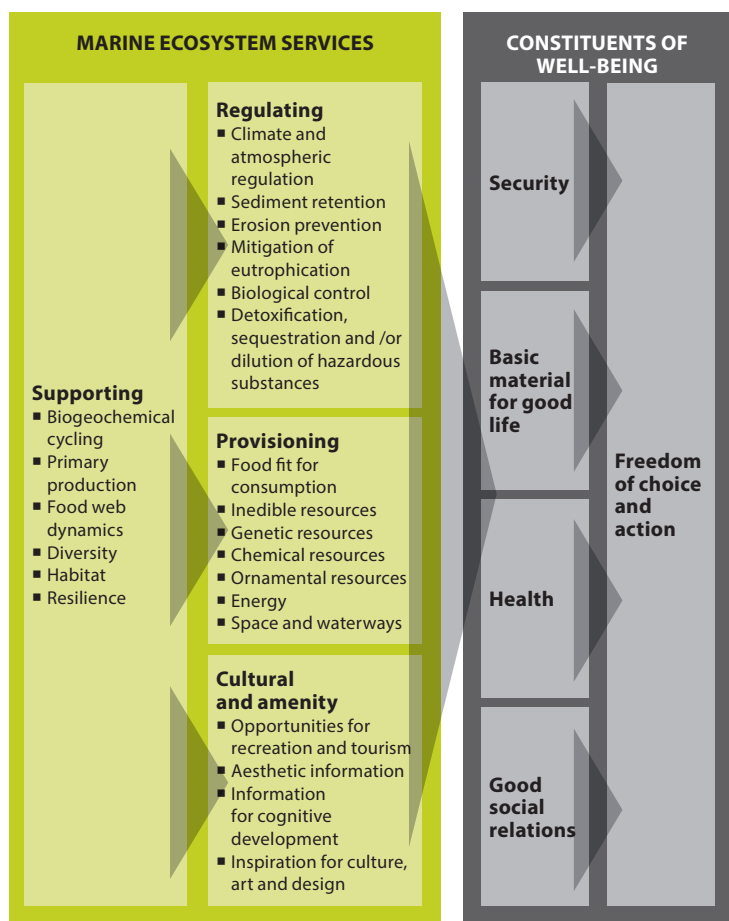 MARINE ECOSYSTEM SERVICES
Supporting
▪ Biogeochemical
cycling
▪ Primary
production
▪ Food web
dynamics
▪ Diversity
▪ Habitat
▪ Resilience
Regulating
▪ Climate and
atmospheric
regulation
▪ Sediment retention
▪ Erosion prevention
▪ Mitigation of
eutrophication
▪ Biological control
▪ Detoxification,
sequestration and /or
dilution of hazardous
substances
Provisioning
▪ Food fit for
consumption
▪ Inedible resources
▪ Genetic resources
▪ Chemical resources
▪ Ornamental resources
▪ Energy
▪ Space and waterways
Cultural
and amenity
▪ Opportunities for
recreation and tourism
▪ Aesthetic information
▪ Information
for cognitive
development
▪ Inspiration for culture,
art and design
CONSTITUENTS OF
WELL-BEING
Security
Basic
material
for good
life
Health
Good
social
relations
Freedom
of choice
and
action